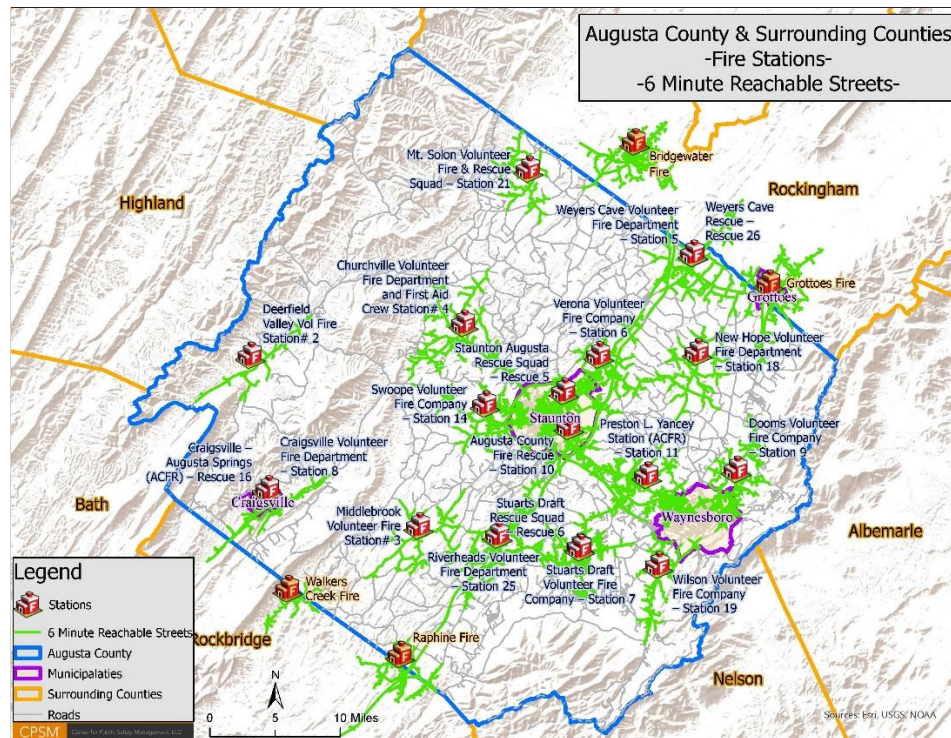 Augusta County & Surrounding Counties
-Fire Stations-
-6 Minute Reachable Streets-
Mt. Solon Volunteer
Fire & Rescue
Squad – Station 21
Bridgewater
Fire
Rockingham
Highland
Weyers Cave Volunteer
Fire Department
– Station 5
Weyers Cave
Rescue –
Rescue 26
Churchville Volunteer
Fire Department
and First Aid
Crew Station# 4
Grottoes Fire
Grottoes
Deerfield
Valley Vol Fire
Station# 2
Verona Volunteer
Fire Company
– Station 6
New Hope Volunteer
Fire Department
– Station 18
Staunton Augusta
Rescue Squad
– Rescue 5
Swoope Volunteer
Fire Company
– Station 14
Staunton
Augusta County
Fire Rescue
– Station 10
Preston L. Yancey
Station (ACFR)
– Station 11
Dooms Volunteer
Fire Company
– Station 9
Craigsville –
Augusta Springs
(ACFR) – Rescue 16
Craigsville Volunteer
Fire Department
– Station 8
Craigsville
Bath
Waynesboro
Albemarle
Middlebrook
Volunteer Fire
Station# 3
Stuarts Draft
Rescue Squad
– Rescue 6
Riverheads Volunteer
Fire Department
– Station 25
Stuarts Draft
Volunteer Fire
Company – Station 7
Wilson Volunteer
Fire Company
– Station 19
Walkers
Creek Fire
Rockbridge
Raphine Fire
Nelson
Legend
Stations
6 Minute Reachable Streets
Augusta County
Municipalaties
Surrounding Counties
Roads
N
0 5 10 Miles
CPSM
Center for Public Safety Management, LLC
Sources: Esri, USGS, NOAA